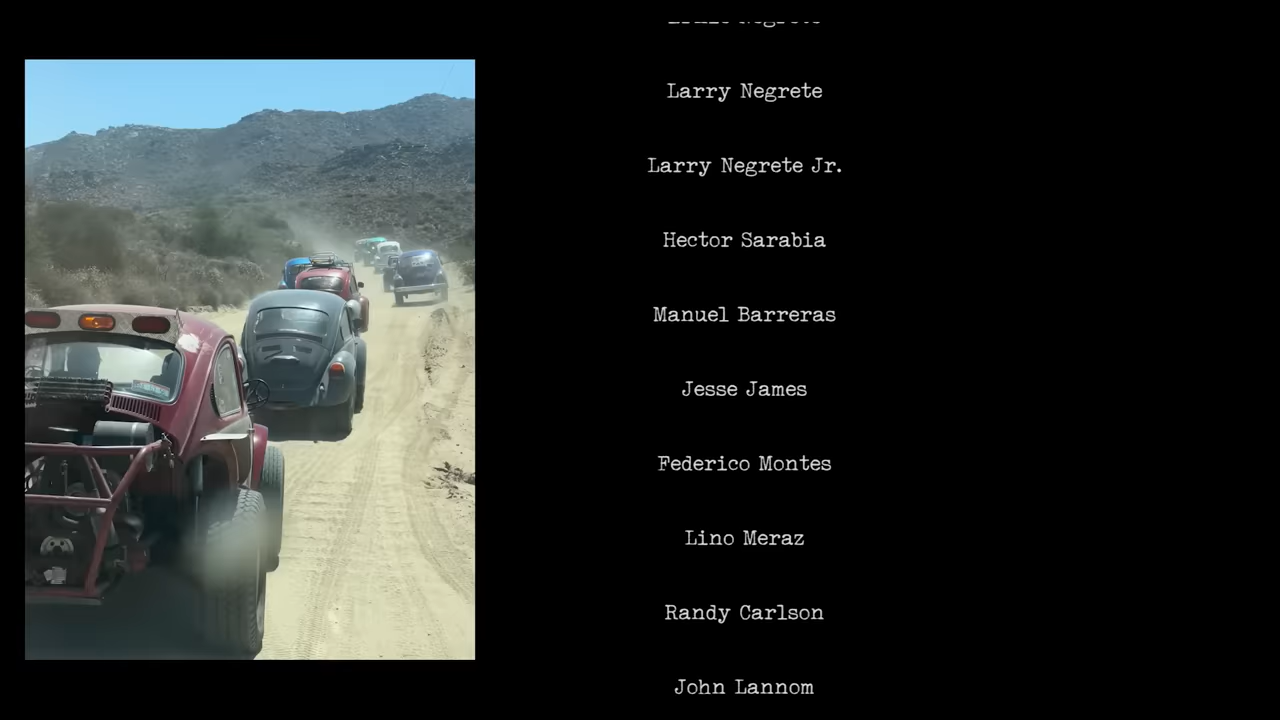 Negrete
Larry Negrete
Larry Negrete Jr.
Hector Sarabia
Manuel Barreras
Jesse James
Federico Montes
Lino Meraz
Randy Carlson
John Lannom